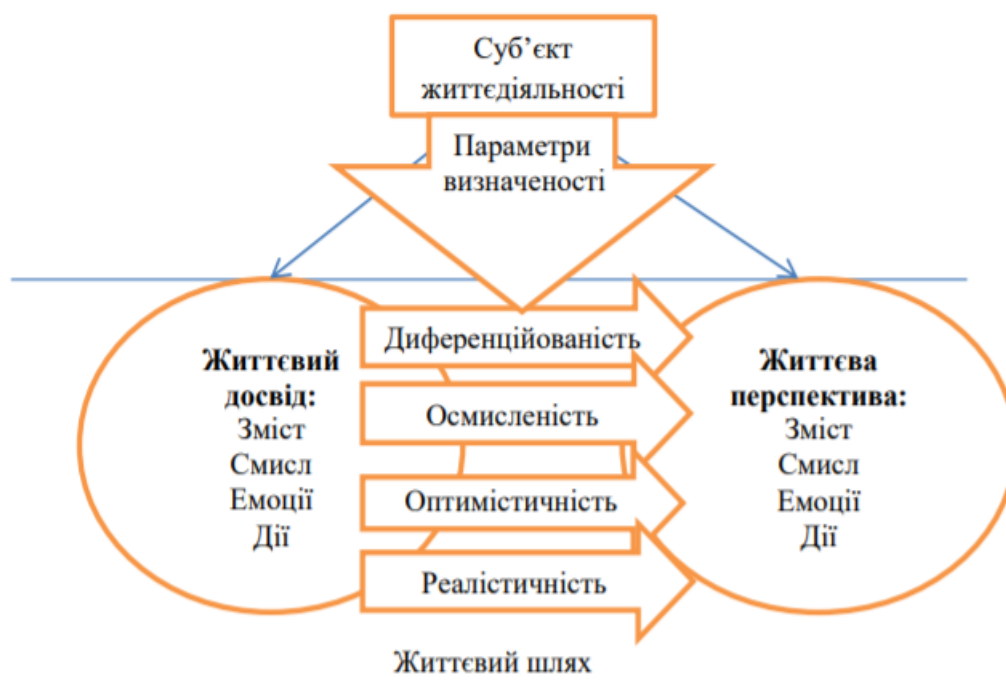 Суб’єкт
життєдіяльності
Параметри
визначеності
Життєвий
досвід:
Зміст
Смисл
Емоції
Дії
Диференційованість
Осмисленість
Оптимістичність
Реалістичність
Життєва
перспектива:
Зміст
Смисл
Емоції
Дії
Життєвий шлях